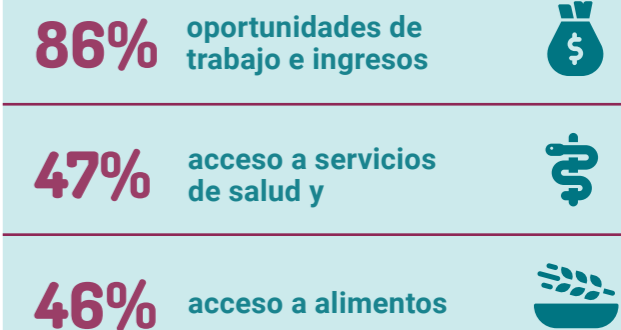 86%
oportunidades de
trabajo e ingresos
$
47%
acceso a servicios
de salud y
46%
acceso a alimentos